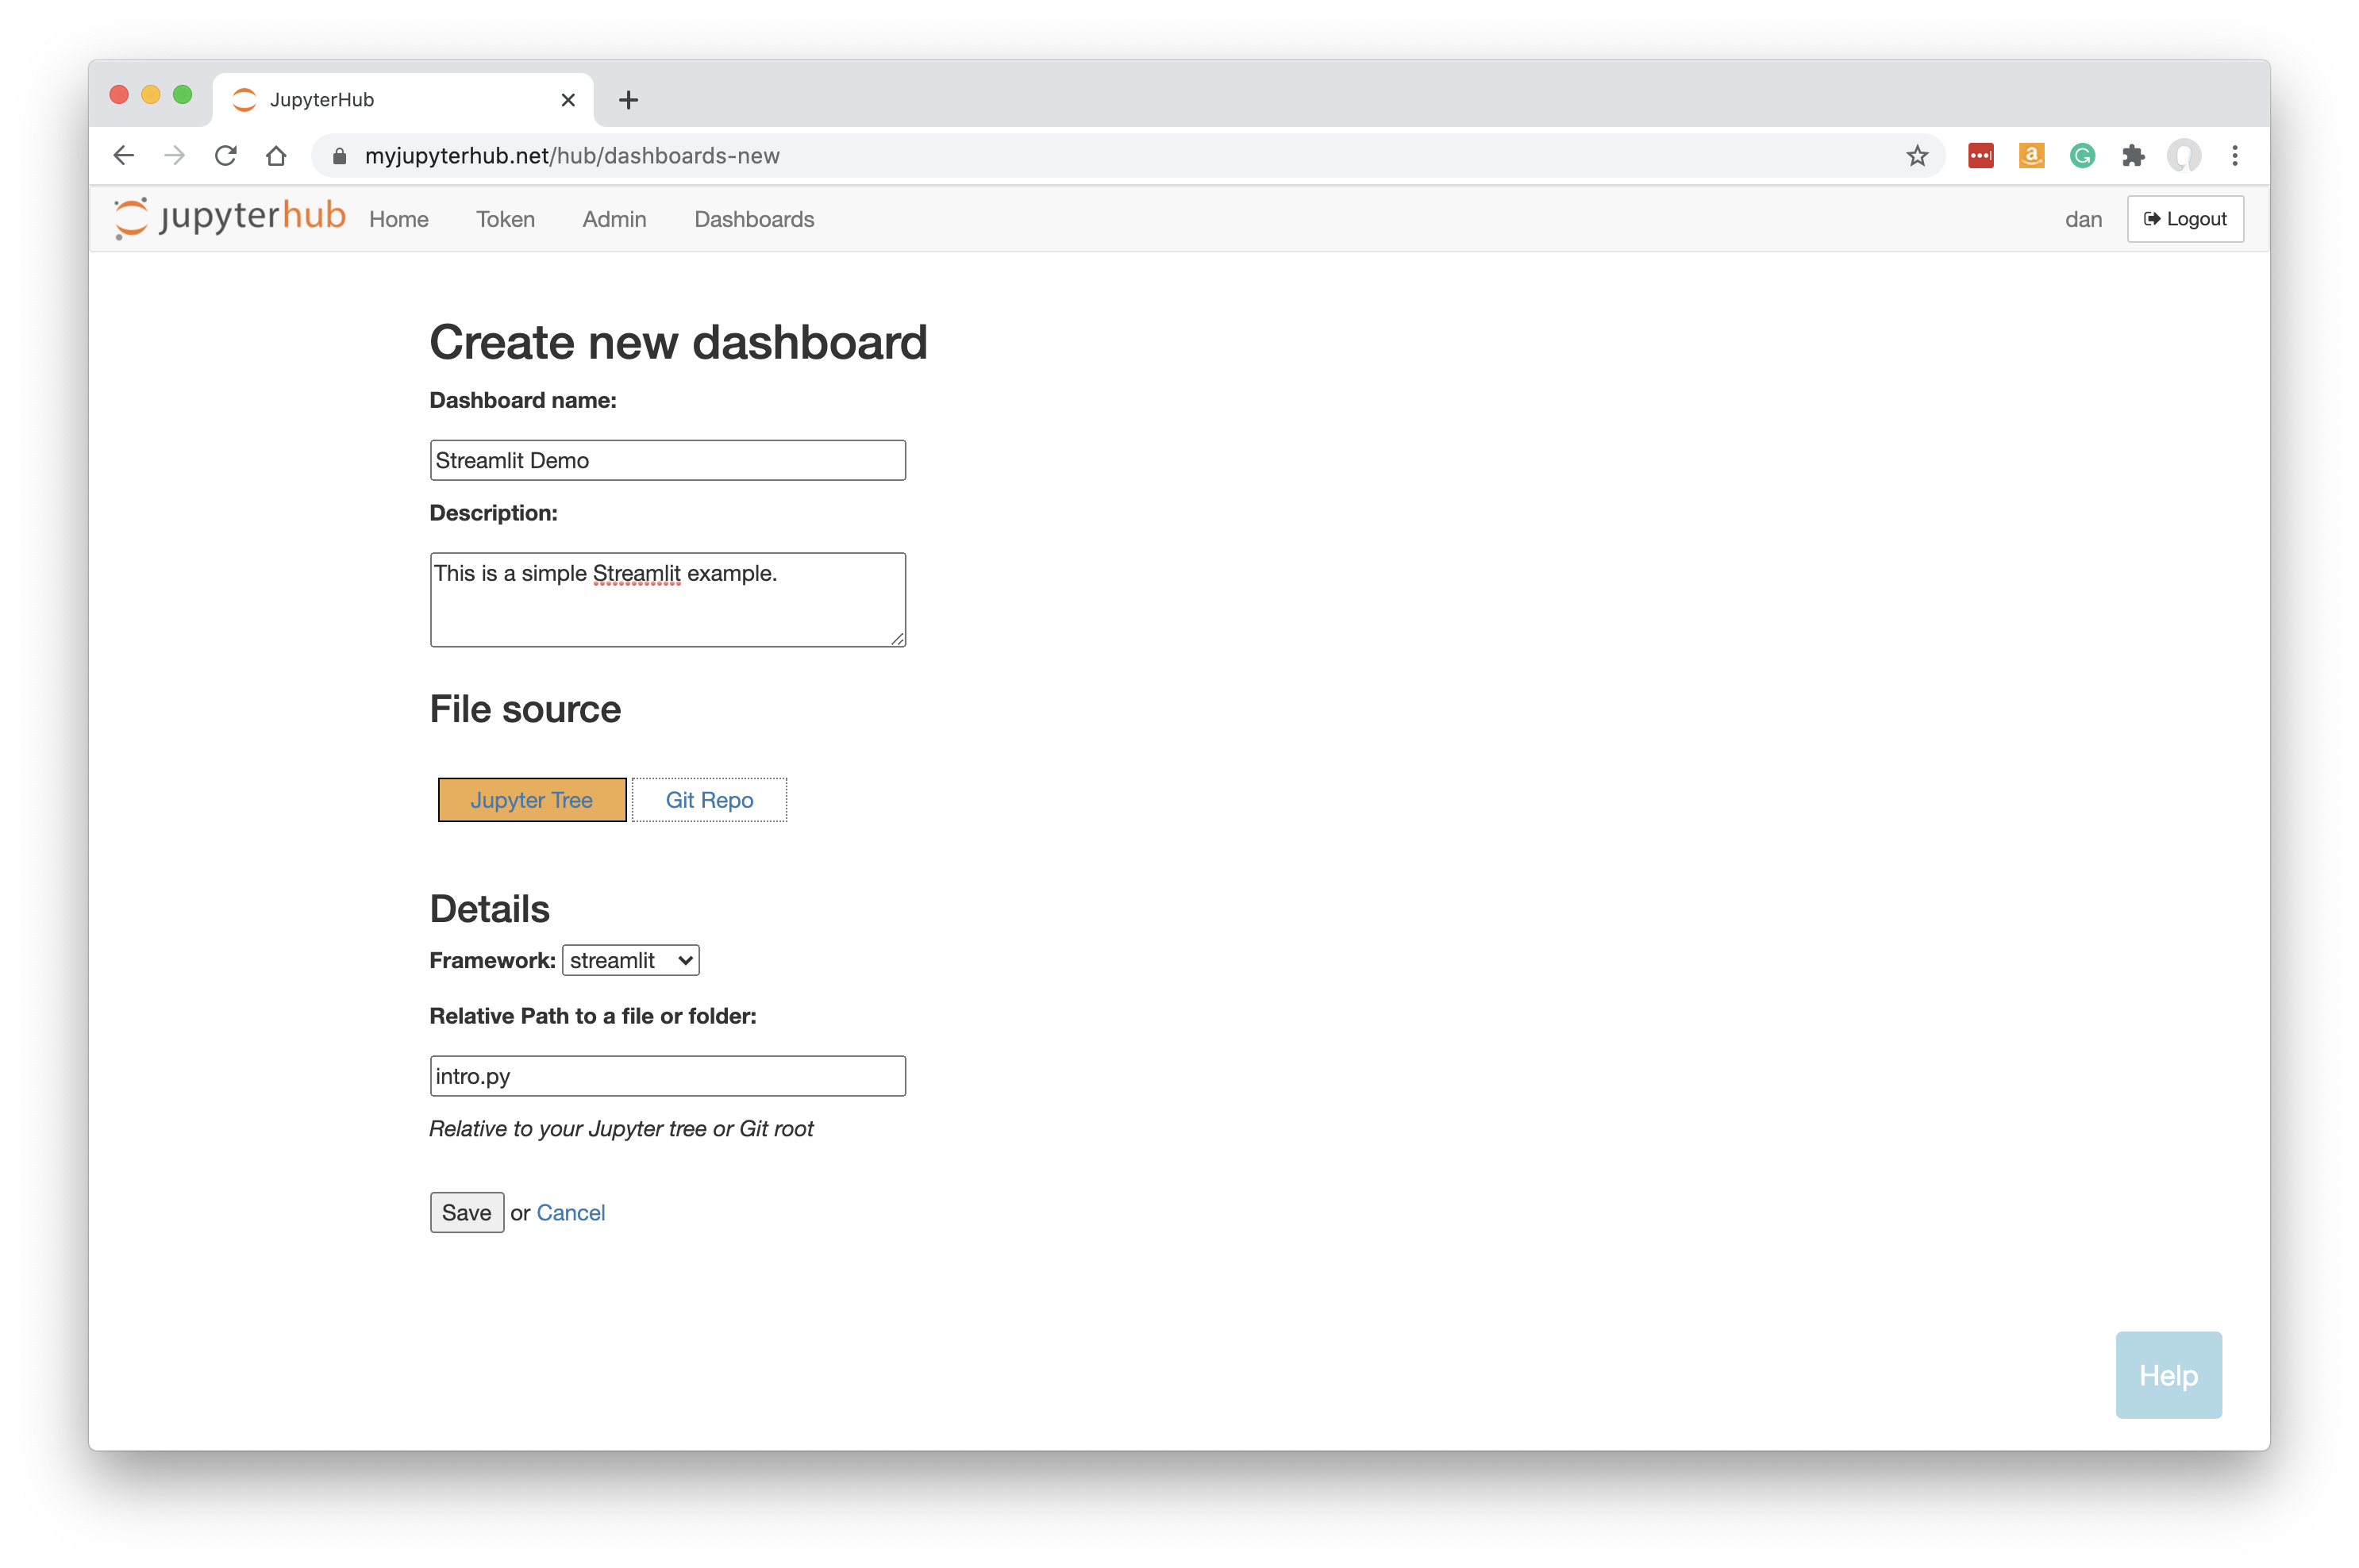 JupyterHub
myjupyterhub.net/hub/dashboards-new
jupyterhub Home Token Admin Dashboards dan Logout
Create new dashboard
Dashboard name:
Streamlit Demo
Description:
This is a simple Streamlit example.
File source
Jupyter Tree Git Repo
Details
Framework: streamlit
Relative Path to a file or folder:
intro.py
Relative to your Jupyter tree or Git root
Save or Cancel
Help